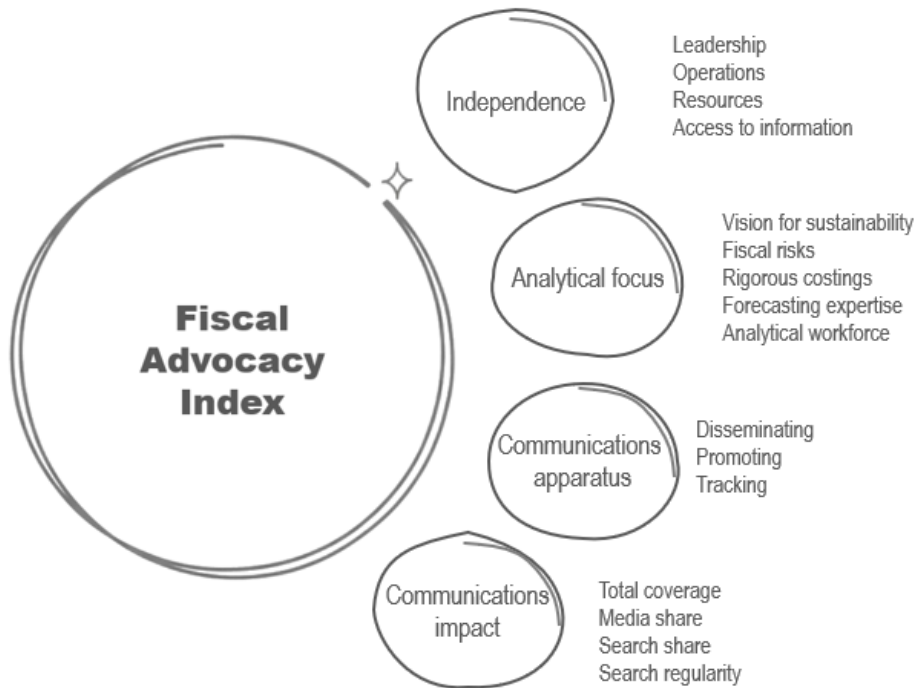 Fiscal
Advocacy
Index
Independence
Leadership
Operations
Resources
Access to information
Analytical focus
Vision for sustainability
Fiscal risks
Rigorous costings
Forecasting expertise
Analytical workforce
Communications
apparatus
Disseminating
Promoting
Tracking
Communications
impact
Total coverage
Media share
Search share
Search regularity